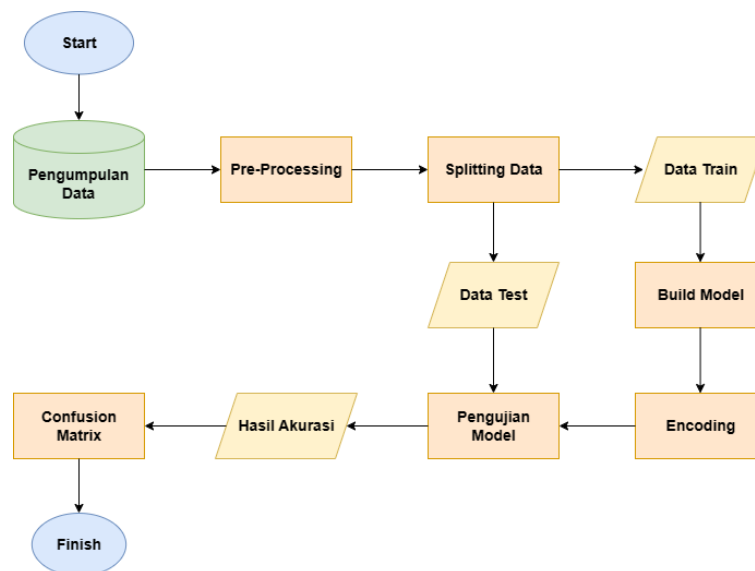 Start
Pengumpulan
Data
Pre-Processing
Splitting Data
Data Train
Data Test
Build Model
Confusion
Matrix
Hasil Akurasi
Pengujian
Model
Encoding
Finish